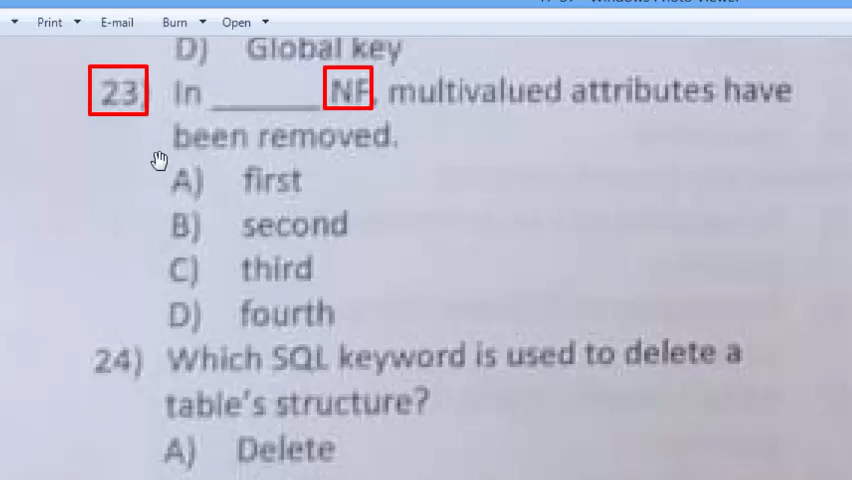 Print E-mail Burn Open
D) Global key
23) In _______ NF, multivalued attributes have
been removed.
A) first
B) second
C) third
D) fourth
24) Which SQL keyword is used to delete a
table's structure?
A) Delete